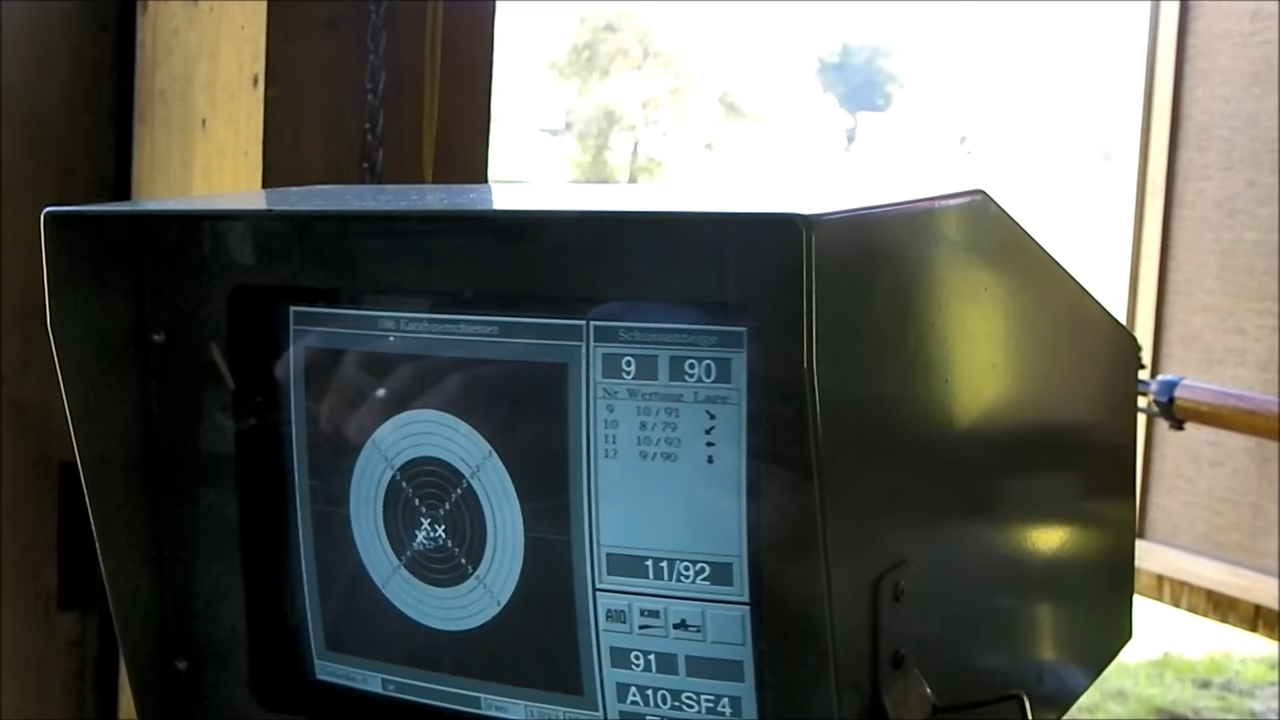 Schussanzeige
9 90
Nr Wertung Lage
9 10/91
10 8/79
11 10/92
12 9/90
11/92
A10
91
A10-SF4